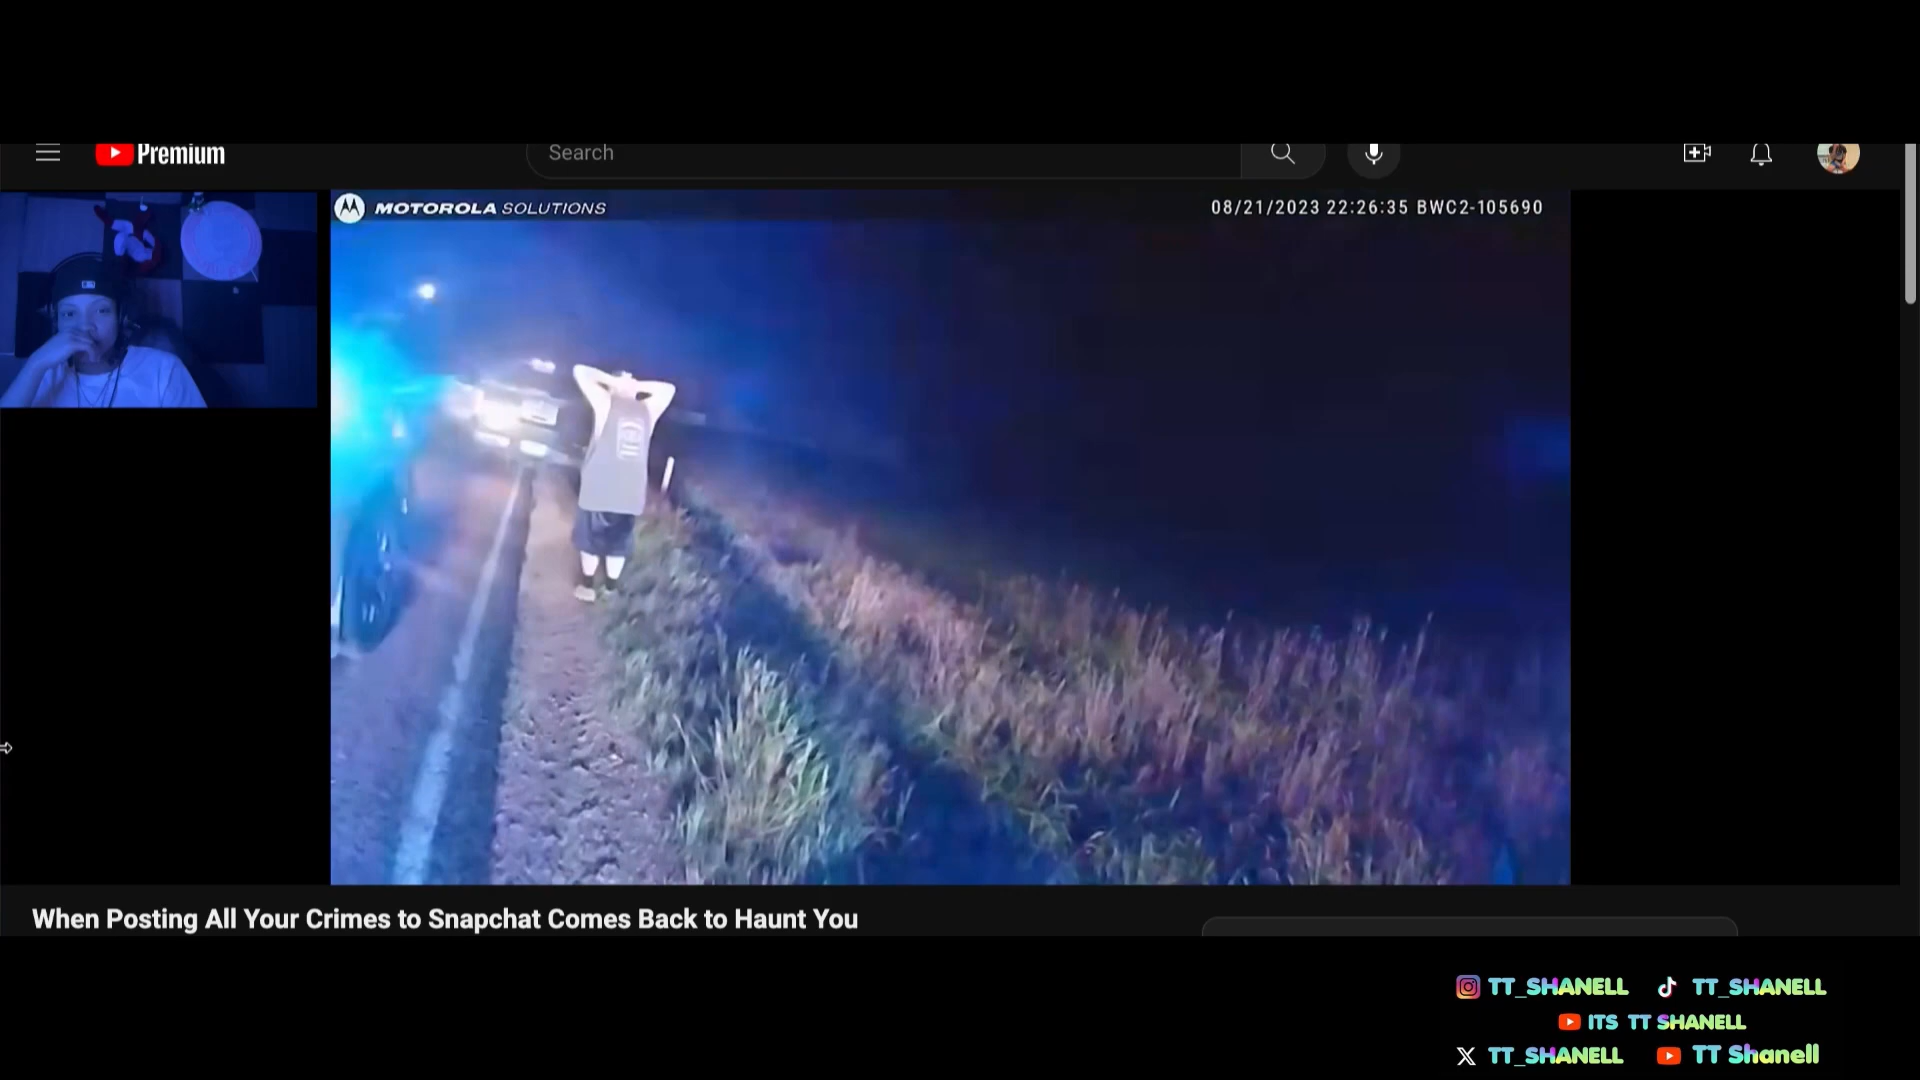 Premium
Search
MOTOROLA SOLUTIONS
08/21/2023 22:26:35 BWC2-105690
When Posting All Your Crimes to Snapchat Comes Back to Haunt You
TT_SHANELL TT_SHANELL
ITS TT SHANELL
TT_SHANELL TT Shanell